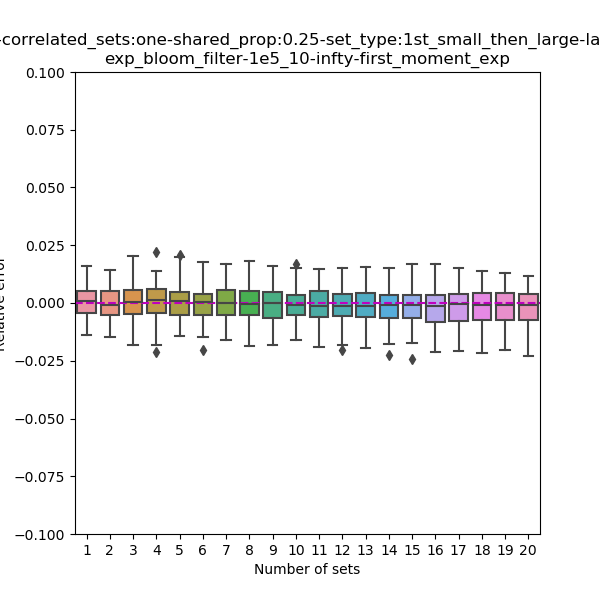 -correlated_sets:one-shared_prop:0.25-set_type:1st_small_then_large-la
exp_bloom_filter-1e5_10-infty-first_moment_exp
0.100
0.075
0.050
0.025
0.000
−0.025
−0.050
−0.075
−0.100
Relative error
1 2 3 4 5 6 7 8 9 10 11 12 13 14 15 16 17 18 19 20
Number of sets